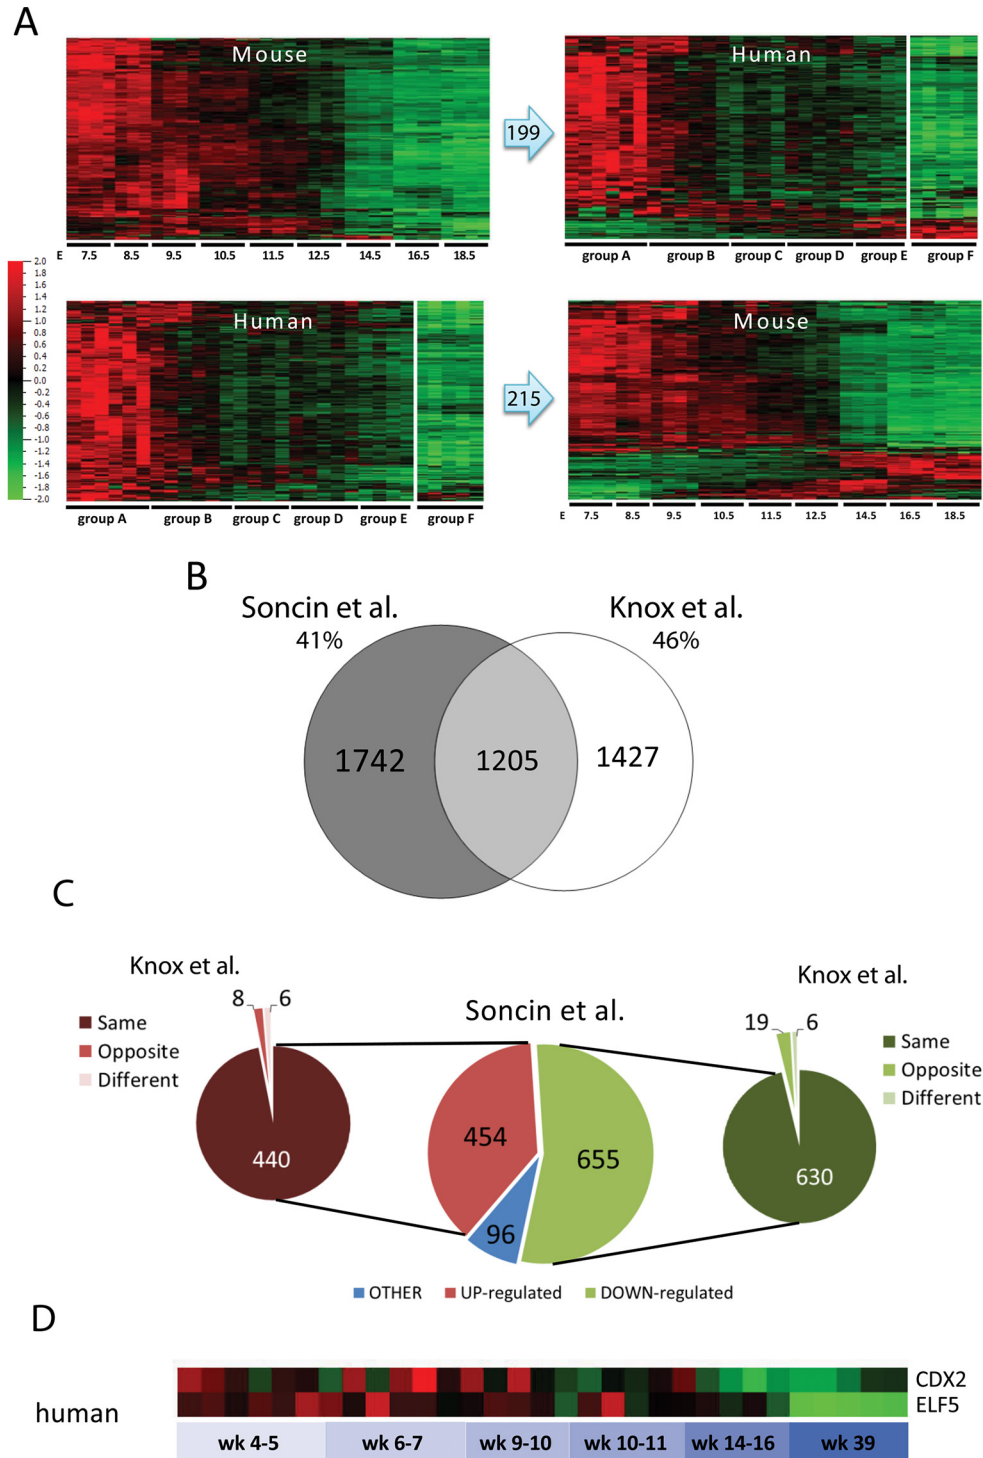 A
Mouse
Human
199
E 7.5 8.5 9.5 10.5 11.5 12.5 14.5 16.5 18.5
group A group B group C group D group E group F
2.0
1.8
1.6
1.4
1.2
1.0
0.8
0.6
0.4
0.2
0.0
-0.2
-0.4
-0.6
-0.8
-1.0
-1.2
-1.4
-1.6
-1.8
-2.0
Human
Mouse
215
group A group B group C group D group E group F
E 7.5 8.5 9.5 10.5 11.5 12.5 14.5 16.5 18.5
B
Soncin et al.
41%
Knox et al.
46%
1742
1205
1427
C
Knox et al.
8 6
Same
Opposite
Different
440
Soncin et al.
454
655
96
OTHER UP-regulated DOWN-regulated
Knox et al.
19 6
Same
Opposite
Different
630
D
human
CDX2
ELF5
wk 4-5 wk 6-7 wk 9-10 wk 10-11 wk 14-16 wk 39